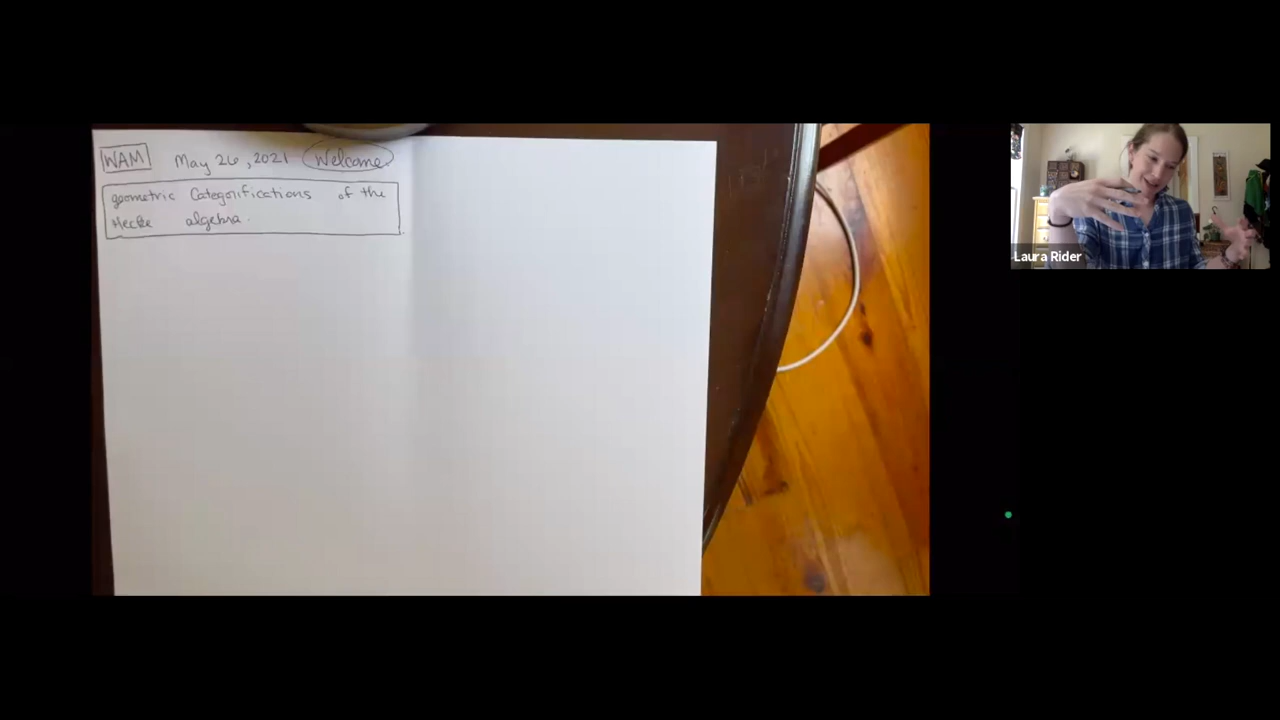 WAM May 26, 2021 Welcome
geometric Categorifications of the
Hecke algebra.
Laura Rider